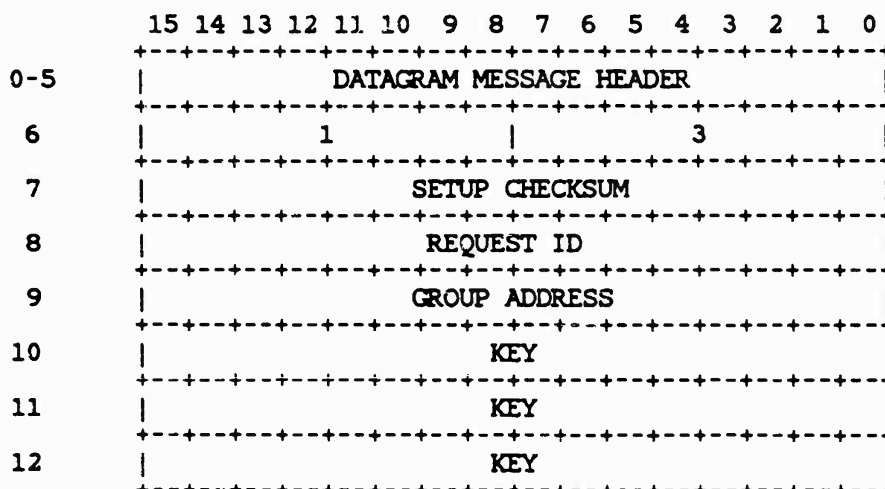 15 14 13 12 11 10 9 8 7 6 5 4 3 2 1 0
+--+--+--+--+--+--+--+--+--+--+--+--+--+--+--+--+
0-5 | DATAGRAM MESSAGE HEADER |
+--+--+--+--+--+--+--+--+--+--+--+--+--+--+--+--+
6 | 1 | 3 |
+--+--+--+--+--+--+--+--+--+--+--+--+--+--+--+--+
7 | SETUP CHECKSUM |
+--+--+--+--+--+--+--+--+--+--+--+--+--+--+--+--+
8 | REQUEST ID |
+--+--+--+--+--+--+--+--+--+--+--+--+--+--+--+--+
9 | GROUP ADDRESS |
+--+--+--+--+--+--+--+--+--+--+--+--+--+--+--+--+
10 | KEY |
+--+--+--+--+--+--+--+--+--+--+--+--+--+--+--+--+
11 | KEY |
+--+--+--+--+--+--+--+--+--+--+--+--+--+--+--+--+
12 | KEY |
+--+--+--+--+--+--+--+--+--+--+--+--+--+--+--+--+